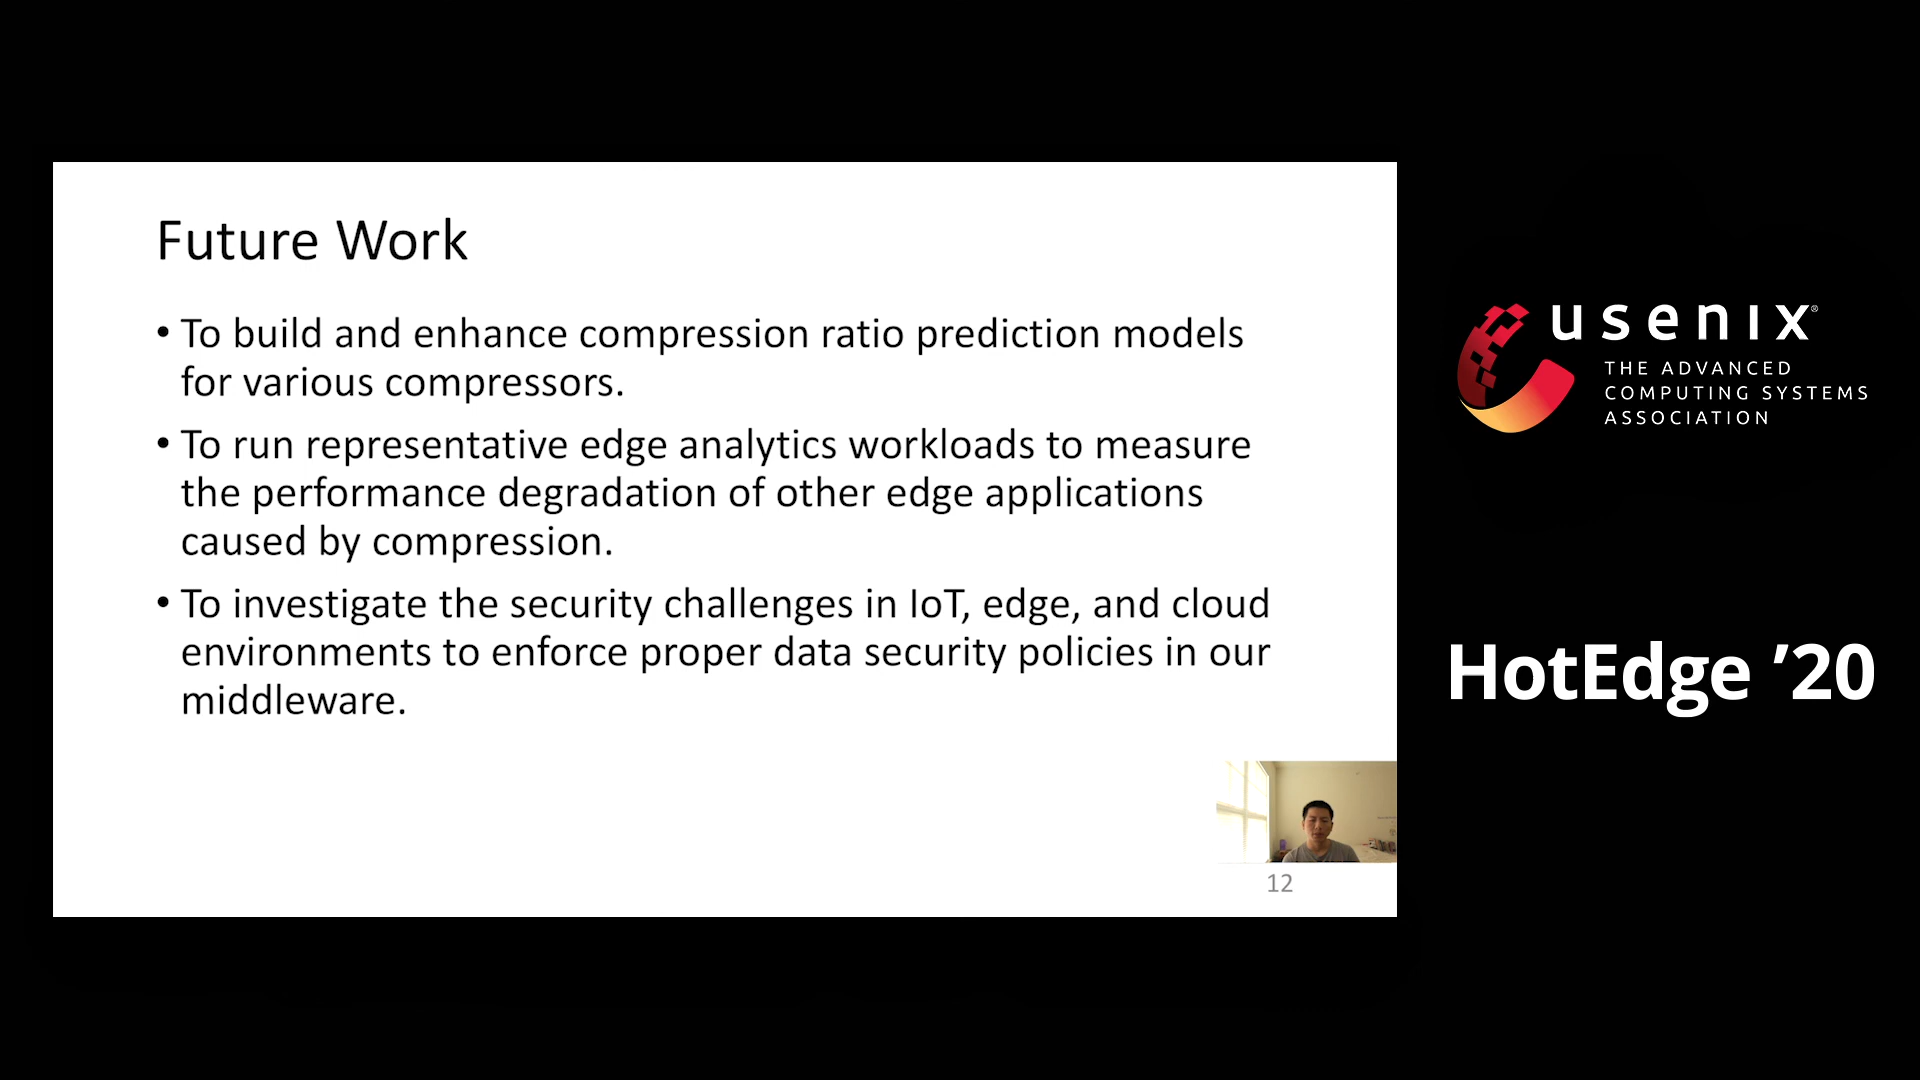 Future Work
• To build and enhance compression ratio prediction models
for various compressors.
• To run representative edge analytics workloads to measure
the performance degradation of other edge applications
caused by compression.
• To investigate the security challenges in IoT, edge, and cloud
environments to enforce proper data security policies in our
middleware.
12
usenix®
THE ADVANCED
COMPUTING SYSTEMS
ASSOCIATION
HotEdge ’20